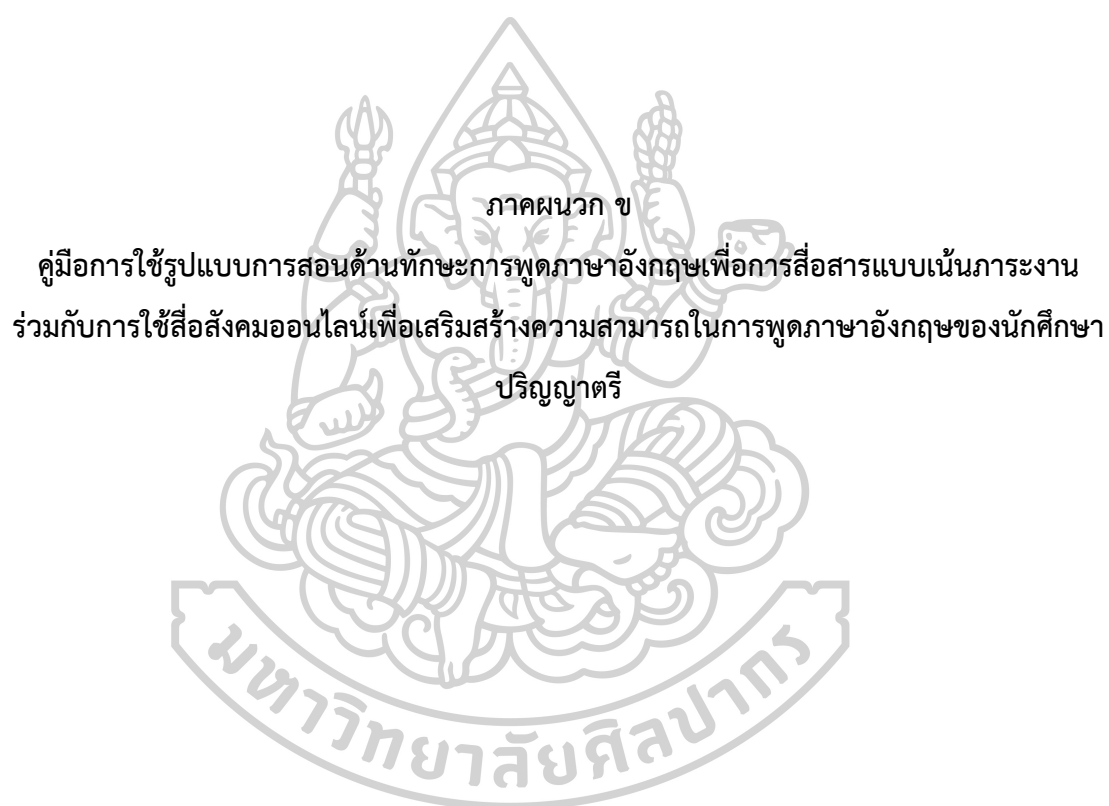 ภาคผนวก ข
คู่มือการใช้รูปแบบการสอนด้านทักษะการพูดภาษาอังกฤษเพื่อการสื่อสารแบบเน้นภาระงาน
ร่วมกับการใช้สื่อสังคมออนไลน์เพื่อเสริมสร้างความสามารถในการพูดภาษาอังกฤษของนักศึกษา
ปริญญาตรี
มหาวิทยาลัยศิลปากร